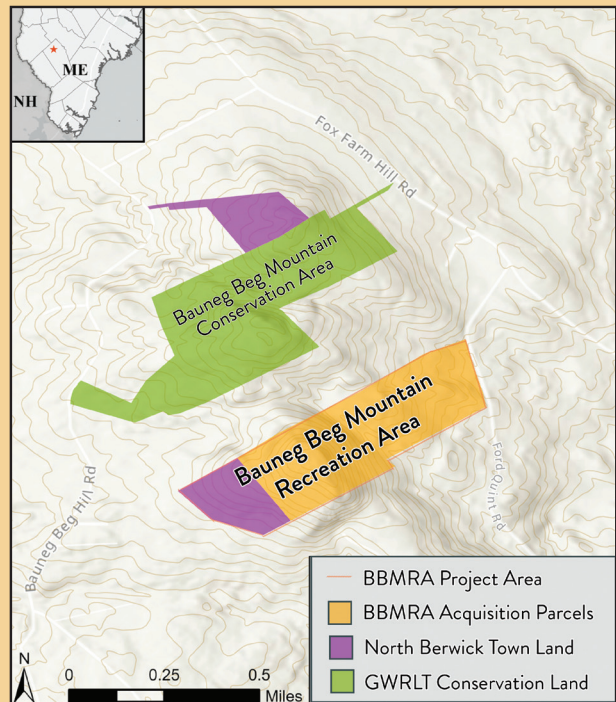 ME
NH
Fox Farm Hill Rd
Bauneg Beg Mountain
Conservation Area
Bauneg Beg Mountain
Recreation Area
Ford Quint Rd
Bauneg Beg Hill Rd
BBMRA Project Area
BBMRA Acquisition Parcels
North Berwick Town Land
GWRLT Conservation Land
N
0 0.25 0.5
Miles